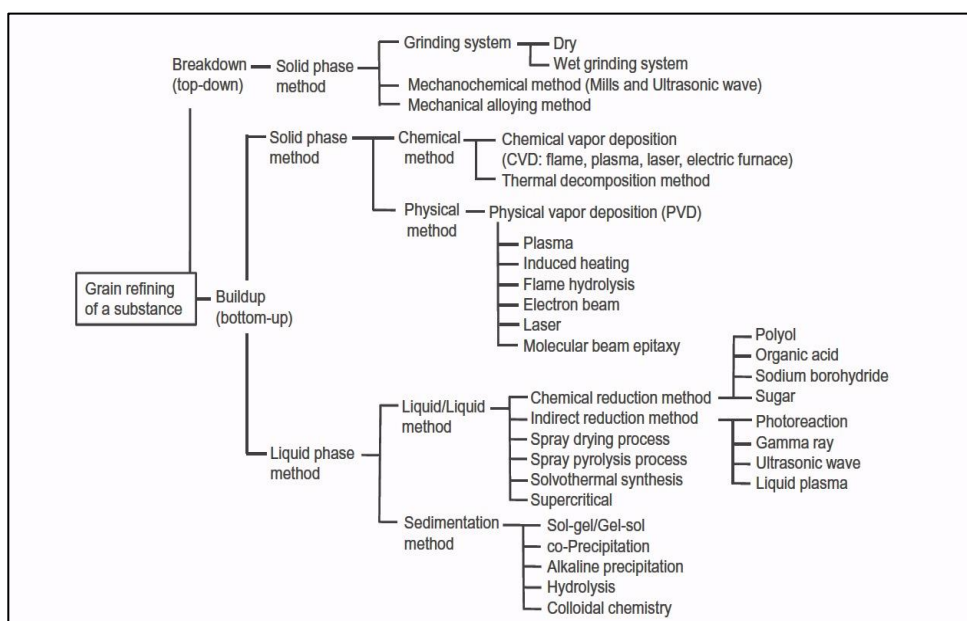 Grain refining
of a substance
Breakdown
(top-down)
Solid phase
method
Grinding system
Dry
Wet grinding system
Mechanochemical method (Mills and Ultrasonic wave)
Mechanical alloying method
Buildup
(bottom-up)
Solid phase
method
Chemical
method
Chemical vapor deposition
(CVD: flame, plasma, laser, electric furnace)
Thermal decomposition method
Physical
method
Physical vapor deposition (PVD)
Plasma
Induced heating
Flame hydrolysis
Electron beam
Laser
Molecular beam epitaxy
Liquid phase
method
Liquid/Liquid
method
Chemical reduction method
Polyol
Organic acid
Sodium borohydride
Sugar
Indirect reduction method
Photoreaction
Gamma ray
Ultrasonic wave
Liquid plasma
Spray drying process
Spray pyrolysis process
Solvothermal synthesis
Supercritical
Sedimentation
method
Sol-gel/Gel-sol
co-Precipitation
Alkaline precipitation
Hydrolysis
Colloidal chemistry